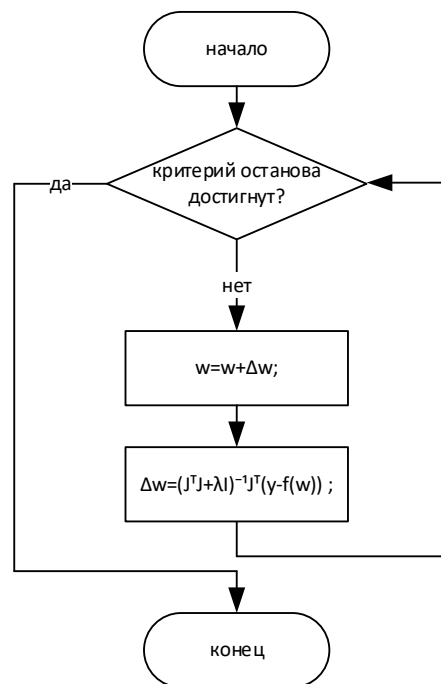 начало
критерий останова
достигнут?
да
нет
w=w+Δw;
Δw=(JᵀJ+λI)⁻¹Jᵀ(y-f(w)) ;
конец